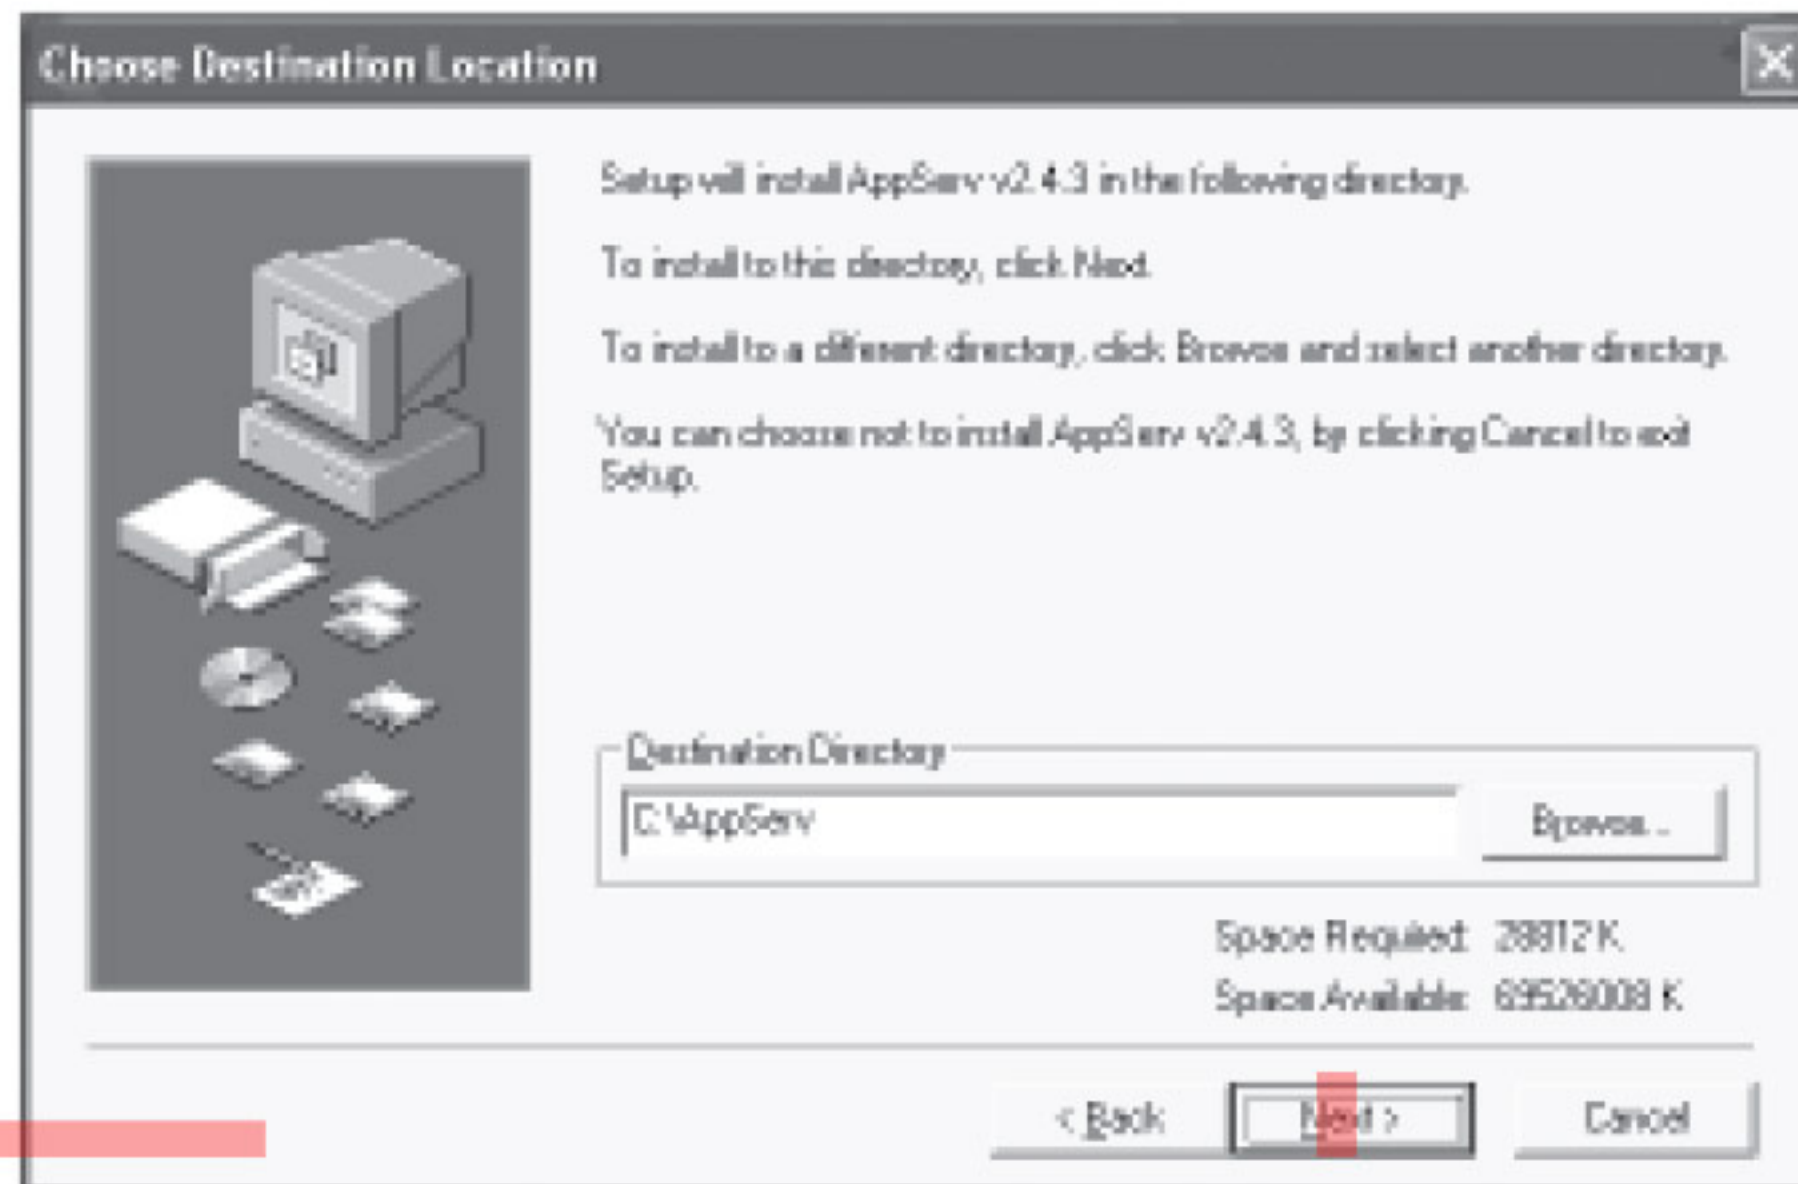 Choose Destination Location
Setup will install AppServ v2.4.3 in the following directory.
To install to this directory, click Next.
To install to a different directory, click Browse and select another directory.
You can choose not to install AppServ v2.4.3, by clicking Cancel to exit
Setup.
Destination Directory
C:\AppServ
Browse...
Space Required: 28812 K
Space Available: 69526008 K
< Back
Next >
Cancel